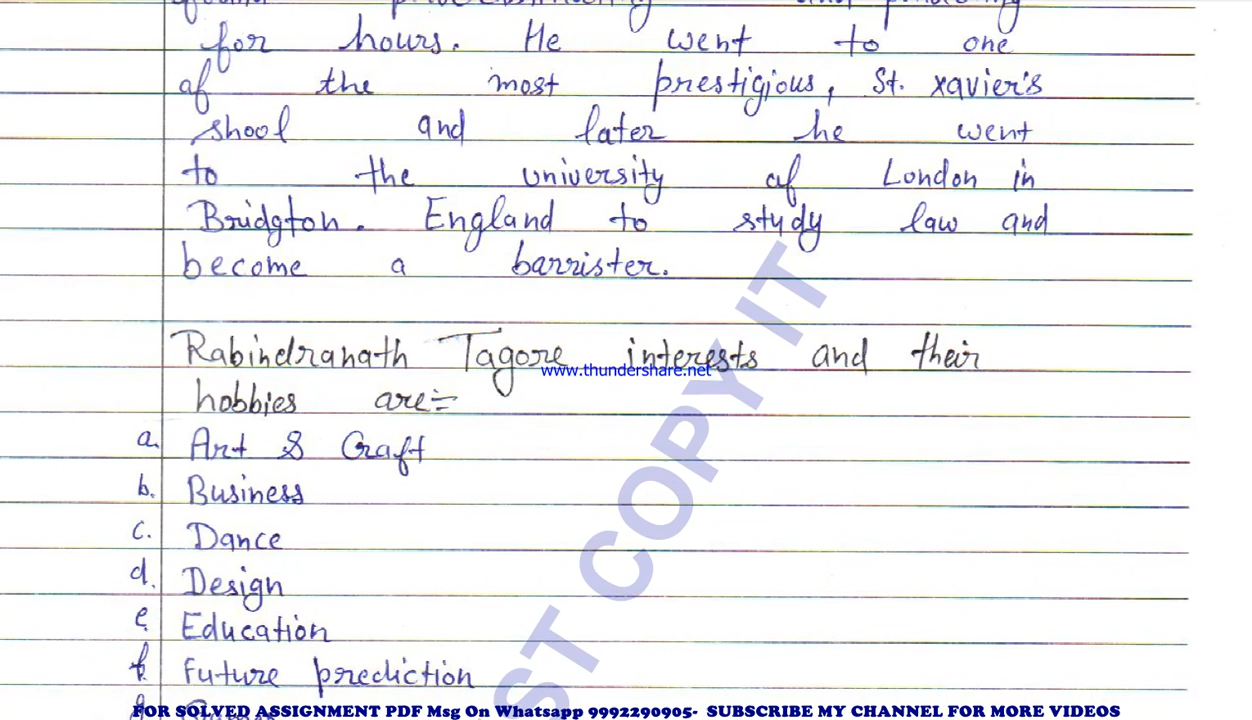 for hours. He went to one
of the most prestigious, St. xavier's
shool and later he went
to the university of London in
Bridgton. England to study law and
become a barrister.
Rabindranath Tagore interests and their
www.thundershare.net
hobbies are:-
a. Art & Craft
b. Business
c. Dance
d. Design
e. Education
f. Future prediction
ST COPY IT
FOR SOLVED ASSIGNMENT PDF Msg On Whatsapp 9992290905- SUBSCRIBE MY CHANNEL FOR MORE VIDEOS